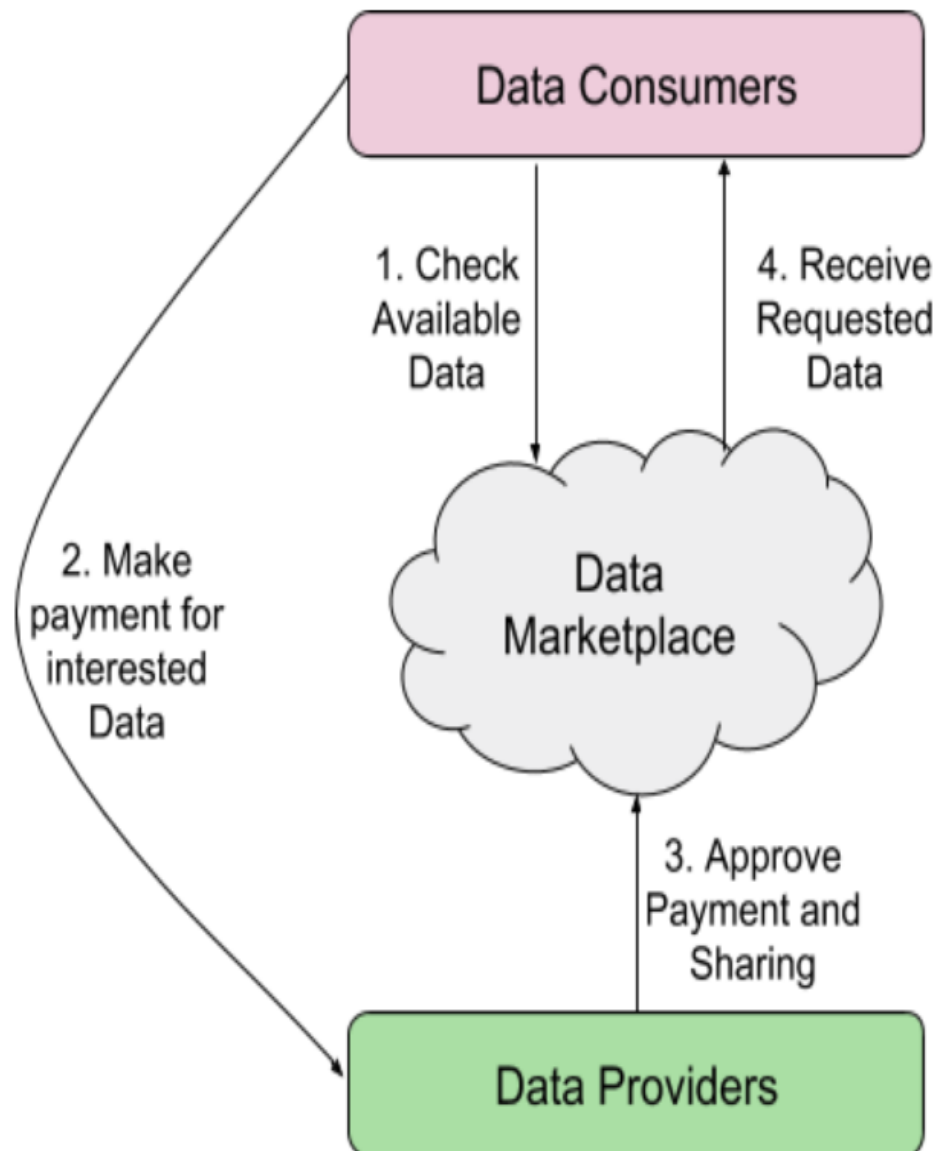 Data Consumers
1. Check
Available
Data
4. Receive
Requested
Data
2. Make
payment for
interested
Data
Data
Marketplace
3. Approve
Payment and
Sharing
Data Providers